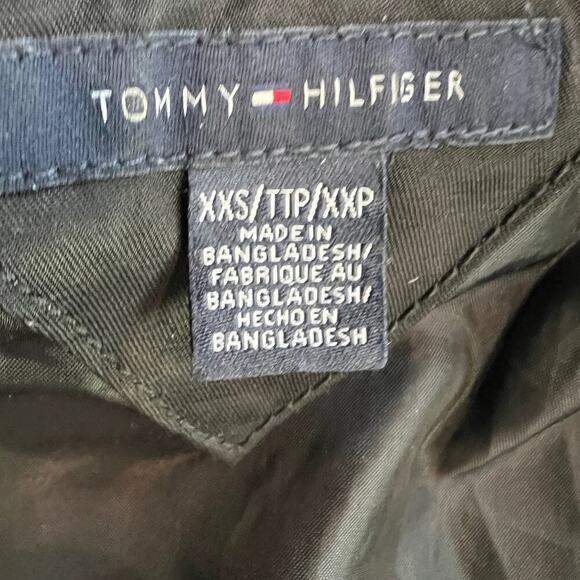 TOMMY HILFIGER
XXS/TTP/XXP
MADE IN
BANGLADESH/
FABRIQUE AU
BANGLADESH/
HECHO EN
BANGLADESH